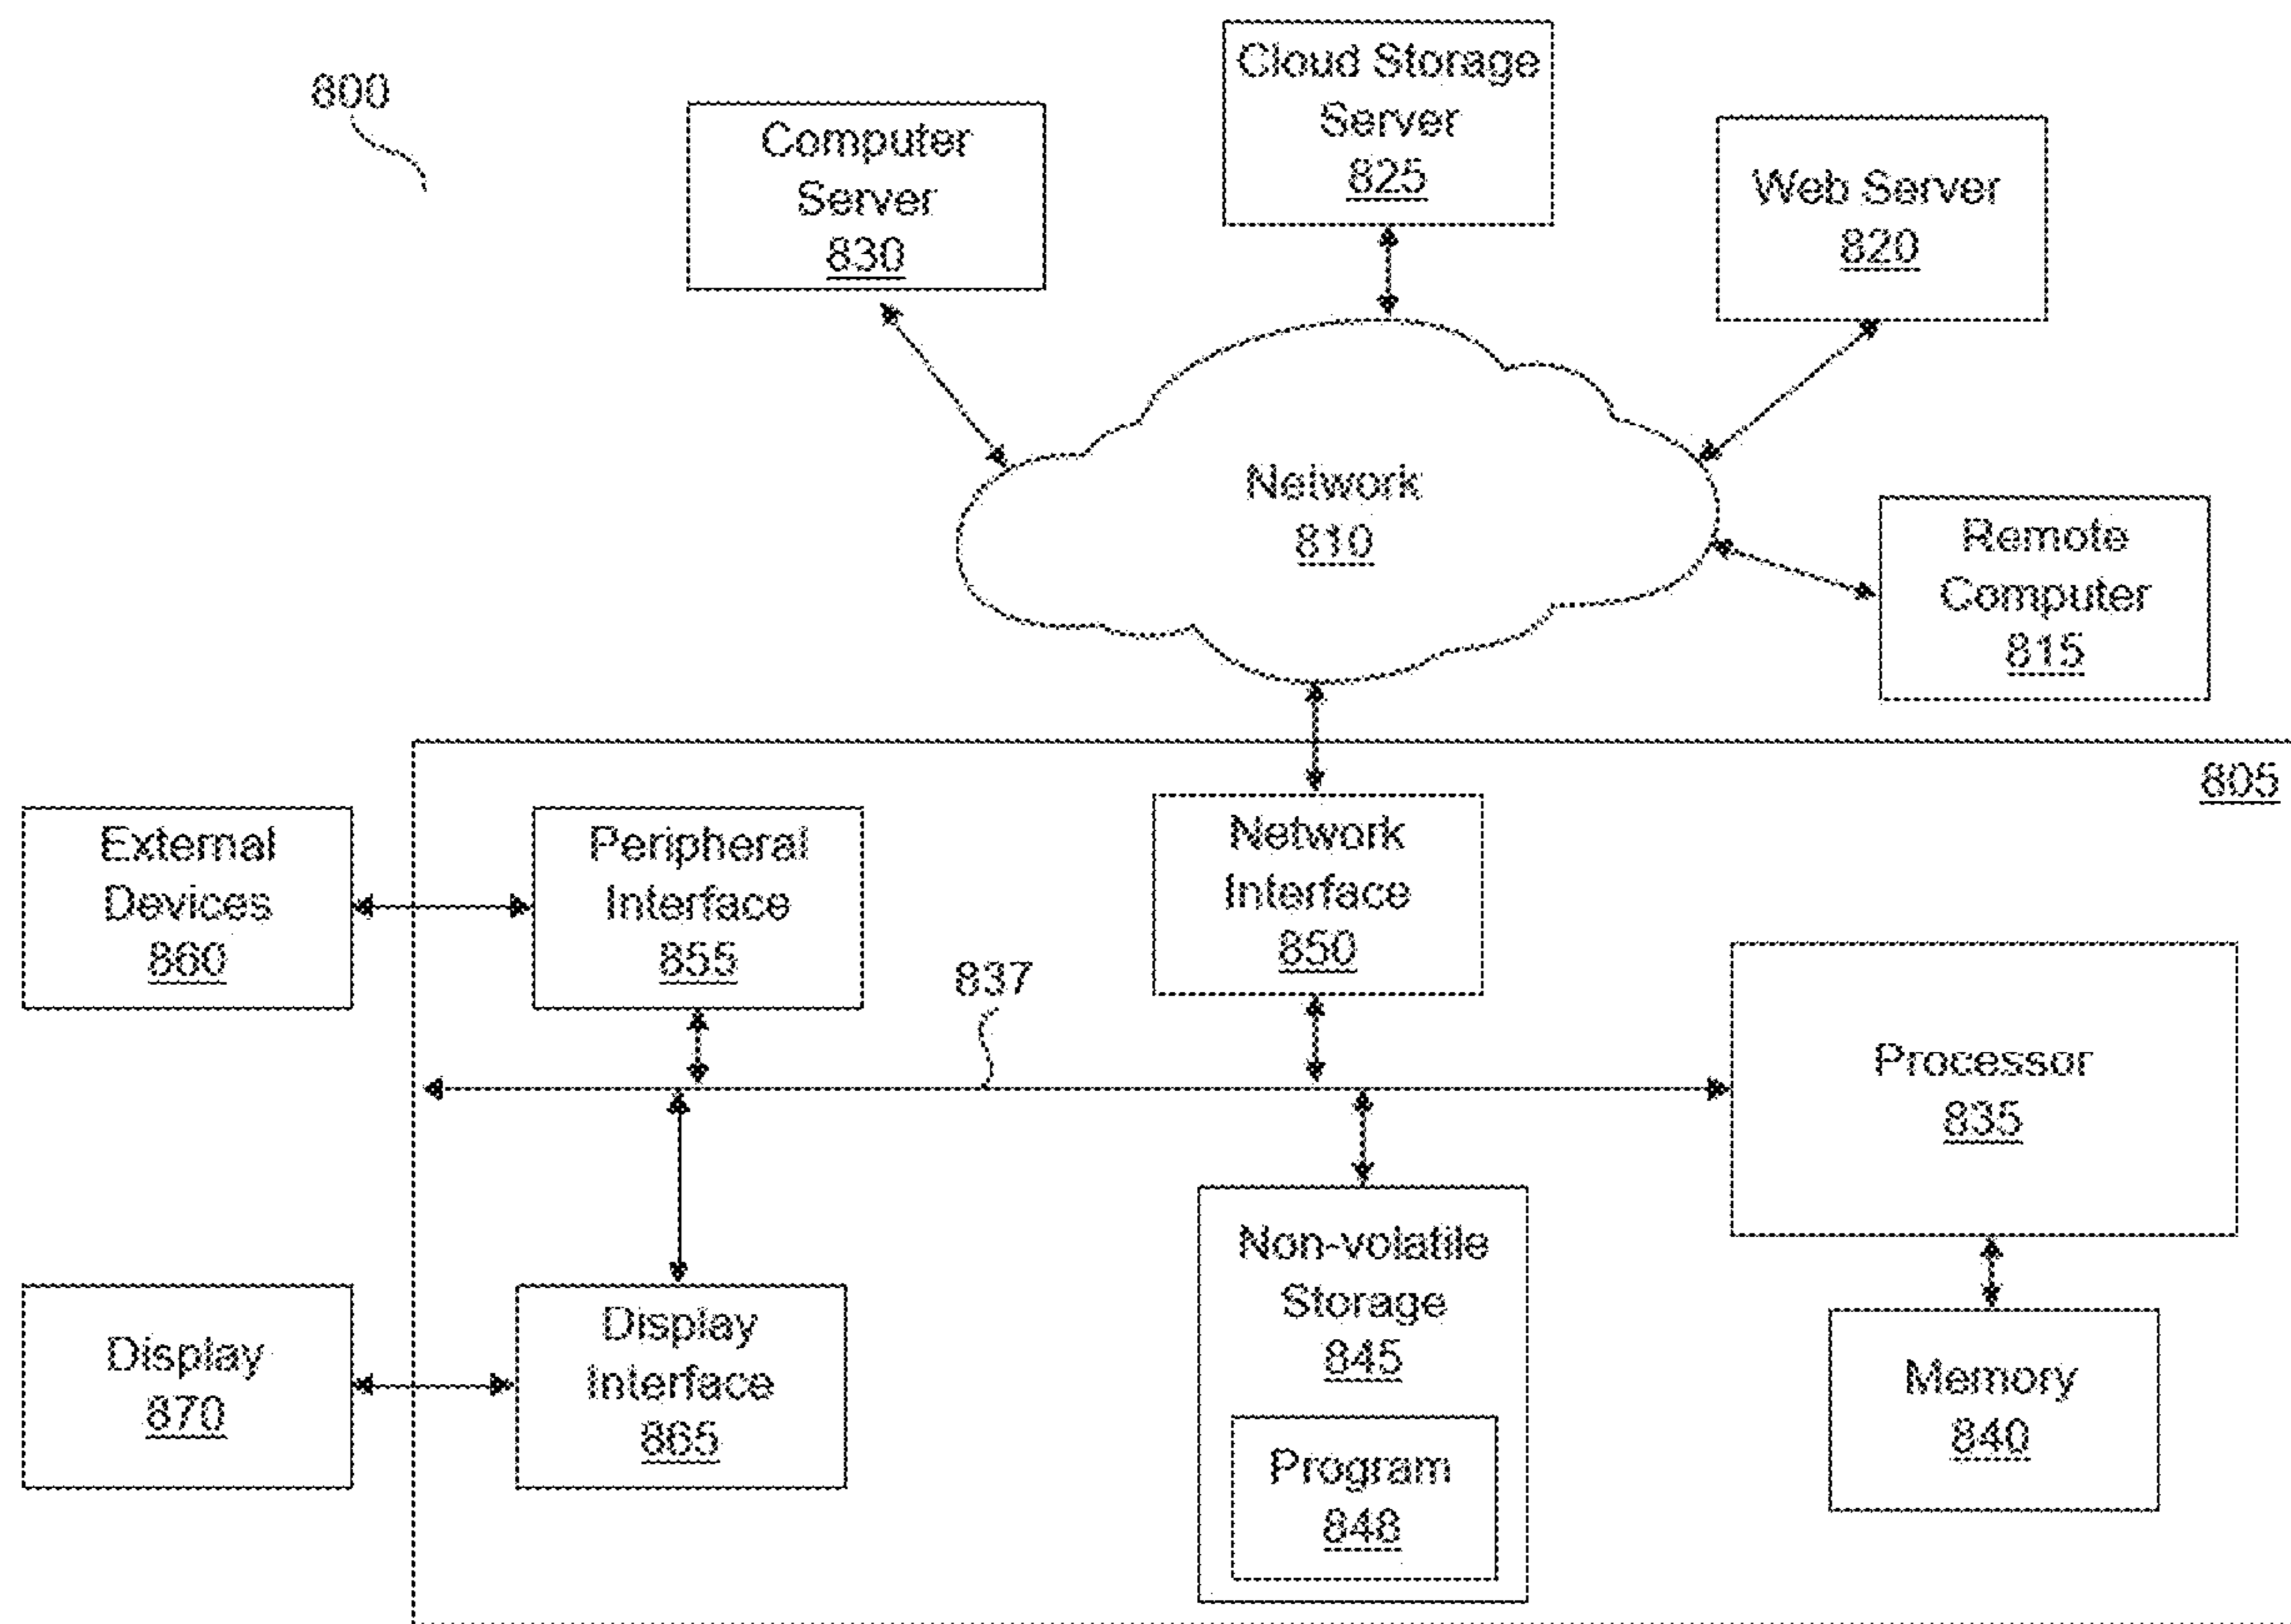 800
Computer
Server
830
Cloud Storage
Server
825
Web Server
820
Network
810
Remote
Computer
815
805
External
Devices
860
Peripheral
Interface
855
Network
Interface
850
837
Processor
835
Display
870
Display
Interface
865
Non-volatile
Storage
845
Program
848
Memory
840